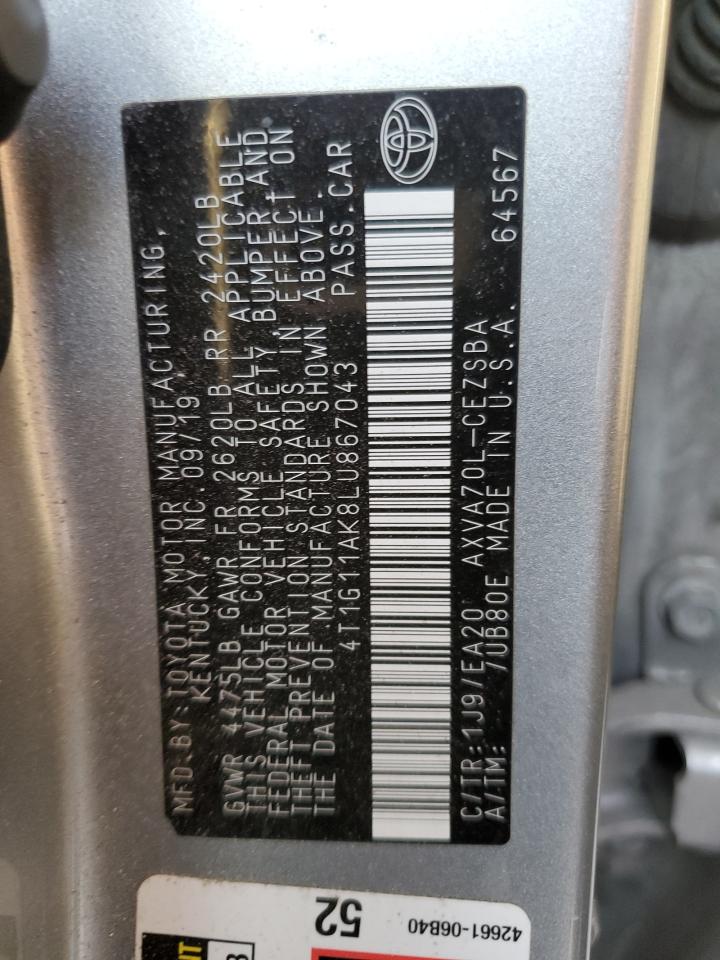 MFD.BY:TOYOTA MOTOR MANUFACTURING,
KENTUCKY, INC. 09/19
GVWR 4475LB GAWR FR 2620LB RR 2420LB
THIS VEHICLE CONFORMS TO ALL APPLICABLE
FEDERAL MOTOR VEHICLE SAFETY, BUMPER AND
THEFT PREVENTION STANDARDS IN EFFECT ON
THE DATE OF MANUFACTURE SHOWN ABOVE.
4T1G11AK8LU867043 PASS.CAR
C/TR:1J9/EA20 AXVA70L-CEZSBA
A/TM: 7UB80E MADE IN U.S.A. 64567
52
42661-06B40